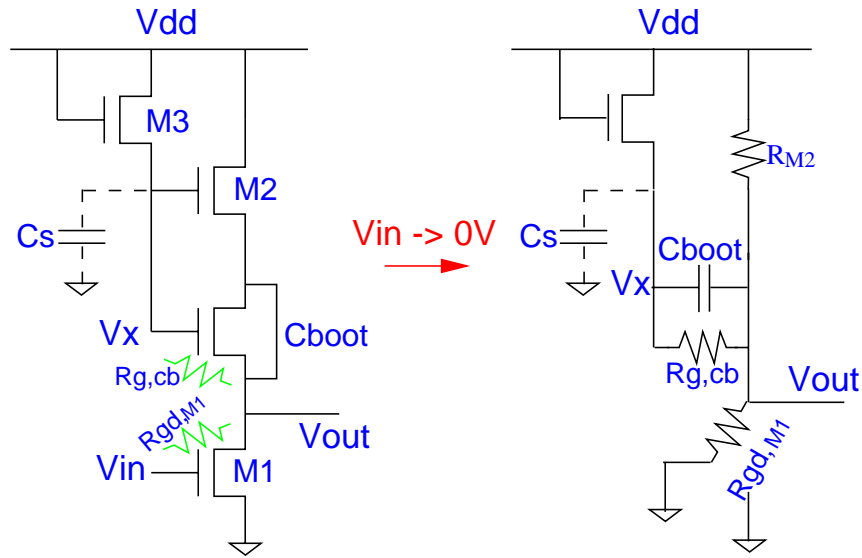 Vdd
M3
M2
Cs
Vx
Cboot
Rg,cb
Rgd,M1
Vout
Vin
M1
Vin -> 0V
Vdd
RM2
Cs
Cboot
Vx
Rg,cb
Vout
Rgd,M1